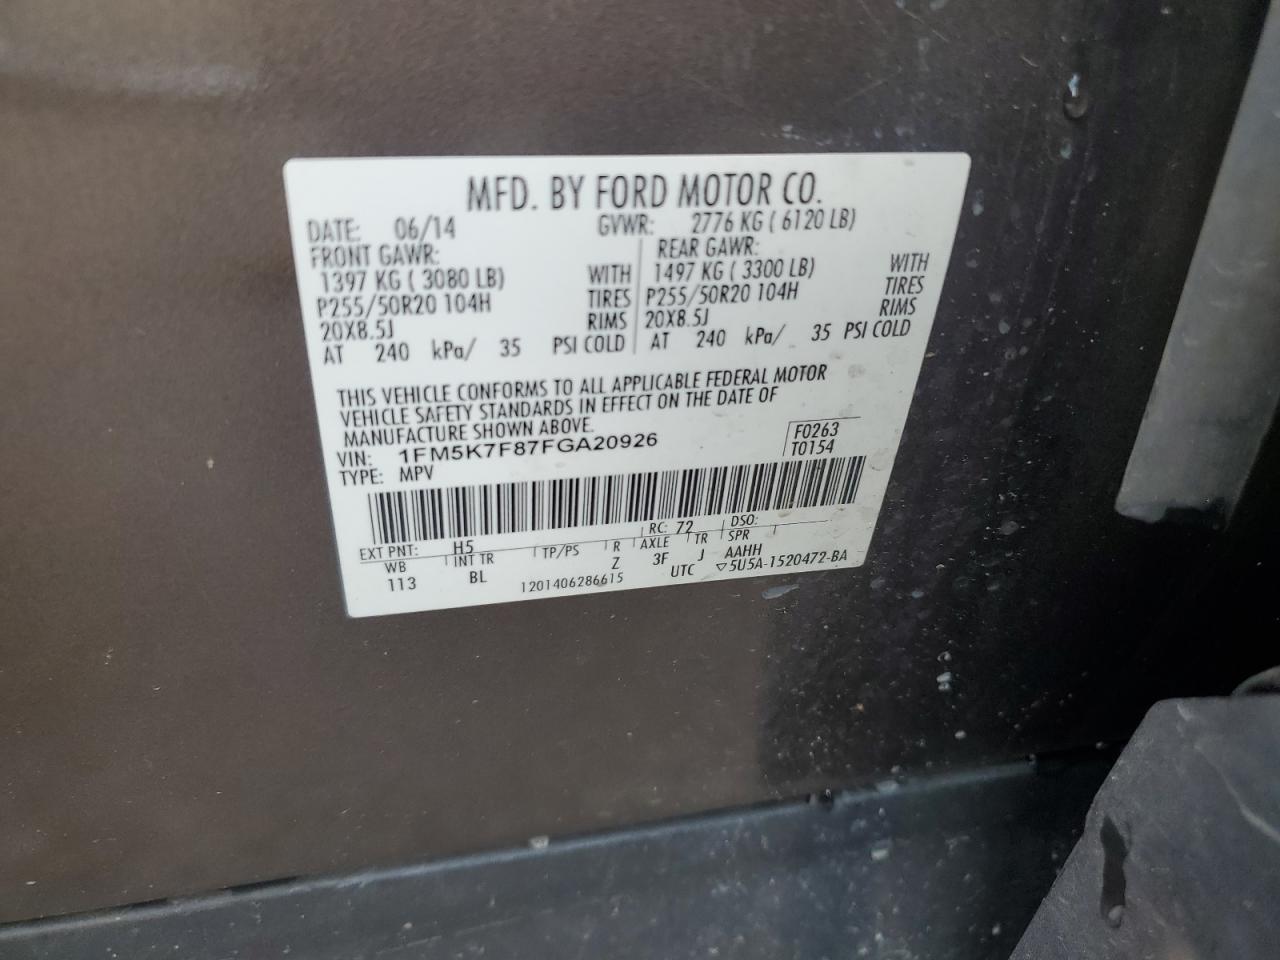 MFD. BY FORD MOTOR CO.
DATE: 06/14 GVWR: 2776 KG ( 6120 LB)
FRONT GAWR: REAR GAWR:
1397 KG ( 3080 LB) WITH 1497 KG ( 3300 LB) WITH
P255/50R20 104H TIRES P255/50R20 104H TIRES
20X8.5J RIMS 20X8.5J RIMS
AT 240 kPa/ 35 PSI COLD AT 240 kPa/ 35 PSI COLD
THIS VEHICLE CONFORMS TO ALL APPLICABLE FEDERAL MOTOR
VEHICLE SAFETY STANDARDS IN EFFECT ON THE DATE OF
MANUFACTURE SHOWN ABOVE.
VIN: 1FM5K7F87FGA20926 F0263
TYPE: MPV T0154
EXT PNT: H5 RC: 72 DSO:
WB INT TR TP/PS R AXLE TR SPR
113 BL Z 3F J AAHH
1201406286615 UTC ▽5U5A-1520472-BA